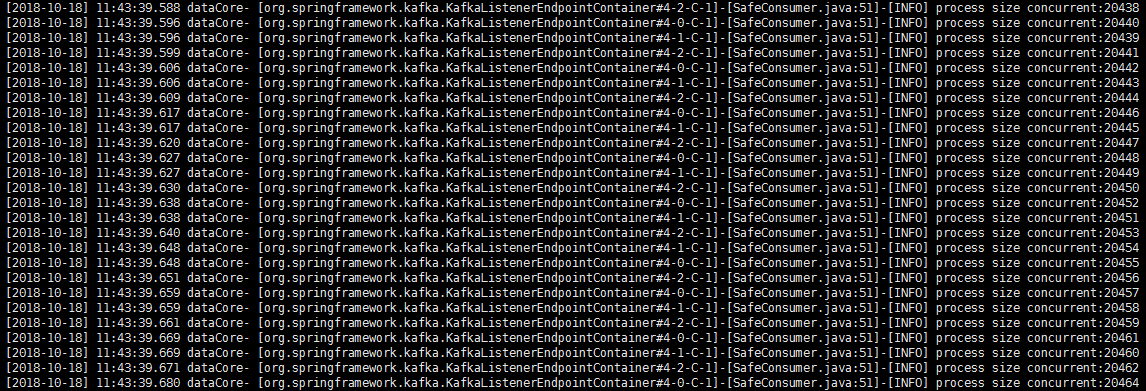 [2018-10-18] 11:43:39.588 dataCore- [org.springframework.kafka.KafkaListenerEndpointContainer#4-2-C-1]-[SafeConsumer.java:51]-[INFO] process size concurrent:20438
[2018-10-18] 11:43:39.596 dataCore- [org.springframework.kafka.KafkaListenerEndpointContainer#4-0-C-1]-[SafeConsumer.java:51]-[INFO] process size concurrent:20440
[2018-10-18] 11:43:39.596 dataCore- [org.springframework.kafka.KafkaListenerEndpointContainer#4-1-C-1]-[SafeConsumer.java:51]-[INFO] process size concurrent:20439
[2018-10-18] 11:43:39.599 dataCore- [org.springframework.kafka.KafkaListenerEndpointContainer#4-2-C-1]-[SafeConsumer.java:51]-[INFO] process size concurrent:20441
[2018-10-18] 11:43:39.606 dataCore- [org.springframework.kafka.KafkaListenerEndpointContainer#4-0-C-1]-[SafeConsumer.java:51]-[INFO] process size concurrent:20442
[2018-10-18] 11:43:39.606 dataCore- [org.springframework.kafka.KafkaListenerEndpointContainer#4-1-C-1]-[SafeConsumer.java:51]-[INFO] process size concurrent:20443
[2018-10-18] 11:43:39.609 dataCore- [org.springframework.kafka.KafkaListenerEndpointContainer#4-2-C-1]-[SafeConsumer.java:51]-[INFO] process size concurrent:20444
[2018-10-18] 11:43:39.617 dataCore- [org.springframework.kafka.KafkaListenerEndpointContainer#4-0-C-1]-[SafeConsumer.java:51]-[INFO] process size concurrent:20446
[2018-10-18] 11:43:39.617 dataCore- [org.springframework.kafka.KafkaListenerEndpointContainer#4-1-C-1]-[SafeConsumer.java:51]-[INFO] process size concurrent:20445
[2018-10-18] 11:43:39.620 dataCore- [org.springframework.kafka.KafkaListenerEndpointContainer#4-2-C-1]-[SafeConsumer.java:51]-[INFO] process size concurrent:20447
[2018-10-18] 11:43:39.627 dataCore- [org.springframework.kafka.KafkaListenerEndpointContainer#4-0-C-1]-[SafeConsumer.java:51]-[INFO] process size concurrent:20448
[2018-10-18] 11:43:39.627 dataCore- [org.springframework.kafka.KafkaListenerEndpointContainer#4-1-C-1]-[SafeConsumer.java:51]-[INFO] process size concurrent:20449
[2018-10-18] 11:43:39.630 dataCore- [org.springframework.kafka.KafkaListenerEndpointContainer#4-2-C-1]-[SafeConsumer.java:51]-[INFO] process size concurrent:20450
[2018-10-18] 11:43:39.638 dataCore- [org.springframework.kafka.KafkaListenerEndpointContainer#4-0-C-1]-[SafeConsumer.java:51]-[INFO] process size concurrent:20452
[2018-10-18] 11:43:39.638 dataCore- [org.springframework.kafka.KafkaListenerEndpointContainer#4-1-C-1]-[SafeConsumer.java:51]-[INFO] process size concurrent:20451
[2018-10-18] 11:43:39.640 dataCore- [org.springframework.kafka.KafkaListenerEndpointContainer#4-2-C-1]-[SafeConsumer.java:51]-[INFO] process size concurrent:20453
[2018-10-18] 11:43:39.648 dataCore- [org.springframework.kafka.KafkaListenerEndpointContainer#4-1-C-1]-[SafeConsumer.java:51]-[INFO] process size concurrent:20454
[2018-10-18] 11:43:39.648 dataCore- [org.springframework.kafka.KafkaListenerEndpointContainer#4-0-C-1]-[SafeConsumer.java:51]-[INFO] process size concurrent:20455
[2018-10-18] 11:43:39.651 dataCore- [org.springframework.kafka.KafkaListenerEndpointContainer#4-2-C-1]-[SafeConsumer.java:51]-[INFO] process size concurrent:20456
[2018-10-18] 11:43:39.659 dataCore- [org.springframework.kafka.KafkaListenerEndpointContainer#4-0-C-1]-[SafeConsumer.java:51]-[INFO] process size concurrent:20457
[2018-10-18] 11:43:39.659 dataCore- [org.springframework.kafka.KafkaListenerEndpointContainer#4-1-C-1]-[SafeConsumer.java:51]-[INFO] process size concurrent:20458
[2018-10-18] 11:43:39.661 dataCore- [org.springframework.kafka.KafkaListenerEndpointContainer#4-2-C-1]-[SafeConsumer.java:51]-[INFO] process size concurrent:20459
[2018-10-18] 11:43:39.669 dataCore- [org.springframework.kafka.KafkaListenerEndpointContainer#4-0-C-1]-[SafeConsumer.java:51]-[INFO] process size concurrent:20461
[2018-10-18] 11:43:39.669 dataCore- [org.springframework.kafka.KafkaListenerEndpointContainer#4-1-C-1]-[SafeConsumer.java:51]-[INFO] process size concurrent:20460
[2018-10-18] 11:43:39.671 dataCore- [org.springframework.kafka.KafkaListenerEndpointContainer#4-2-C-1]-[SafeConsumer.java:51]-[INFO] process size concurrent:20462
[2018-10-18] 11:43:39.680 dataCore- [org.springframework.kafka.KafkaListenerEndpointContainer#4-0-C-1]-[SafeConsumer.java:51]-[INFO] process size concurrent:20463